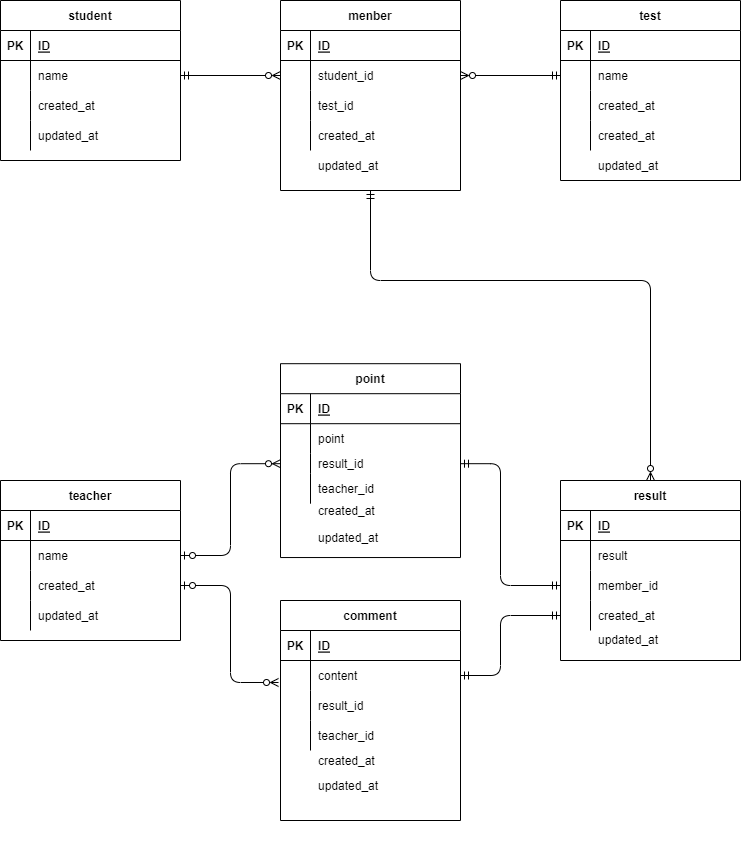 student
PK ID
name
created_at
updated_at
menber
PK ID
student_id
test_id
created_at
updated_at
test
PK ID
name
created_at
created_at
updated_at
point
PK ID
point
result_id
teacher_id
created_at
updated_at
teacher
PK ID
name
created_at
updated_at
result
PK ID
result
member_id
created_at
updated_at
comment
PK ID
content
result_id
teacher_id
created_at
updated_at